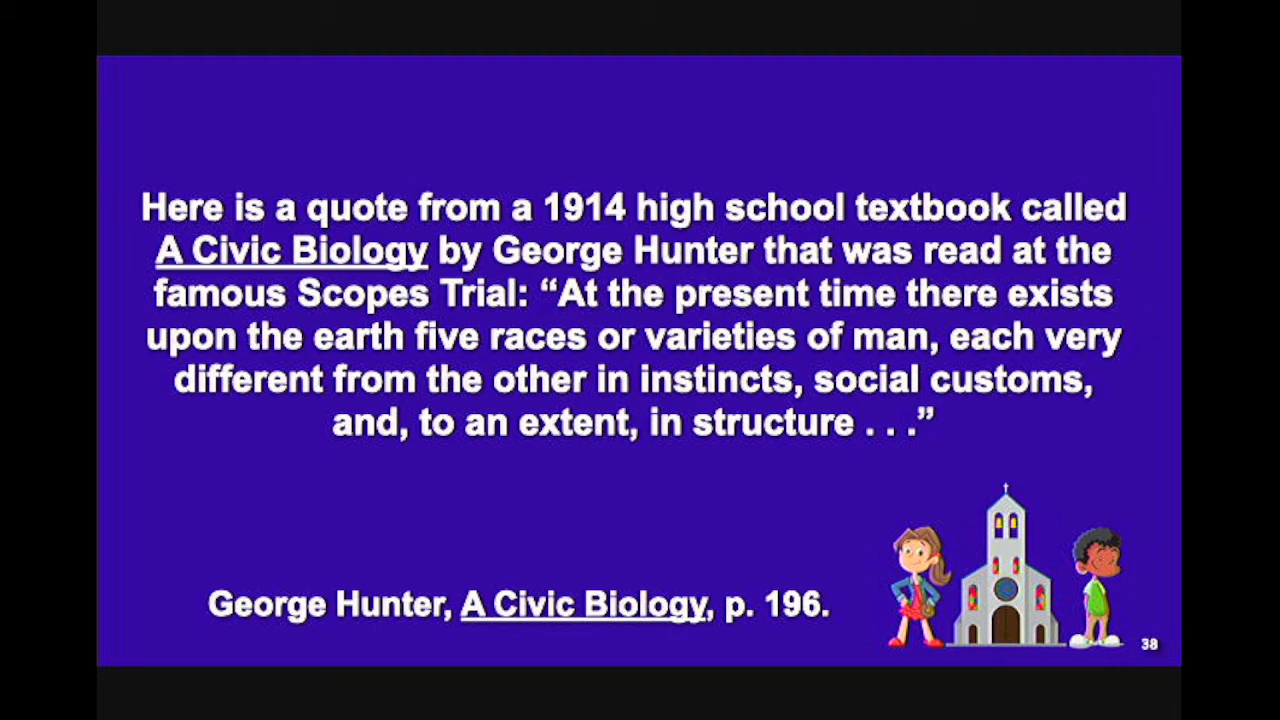 Here is a quote from a 1914 high school textbook called
A Civic Biology by George Hunter that was read at the
famous Scopes Trial: “At the present time there exists
upon the earth five races or varieties of man, each very
different from the other in instincts, social customs,
and, to an extent, in structure . . .”
George Hunter, A Civic Biology, p. 196.
38